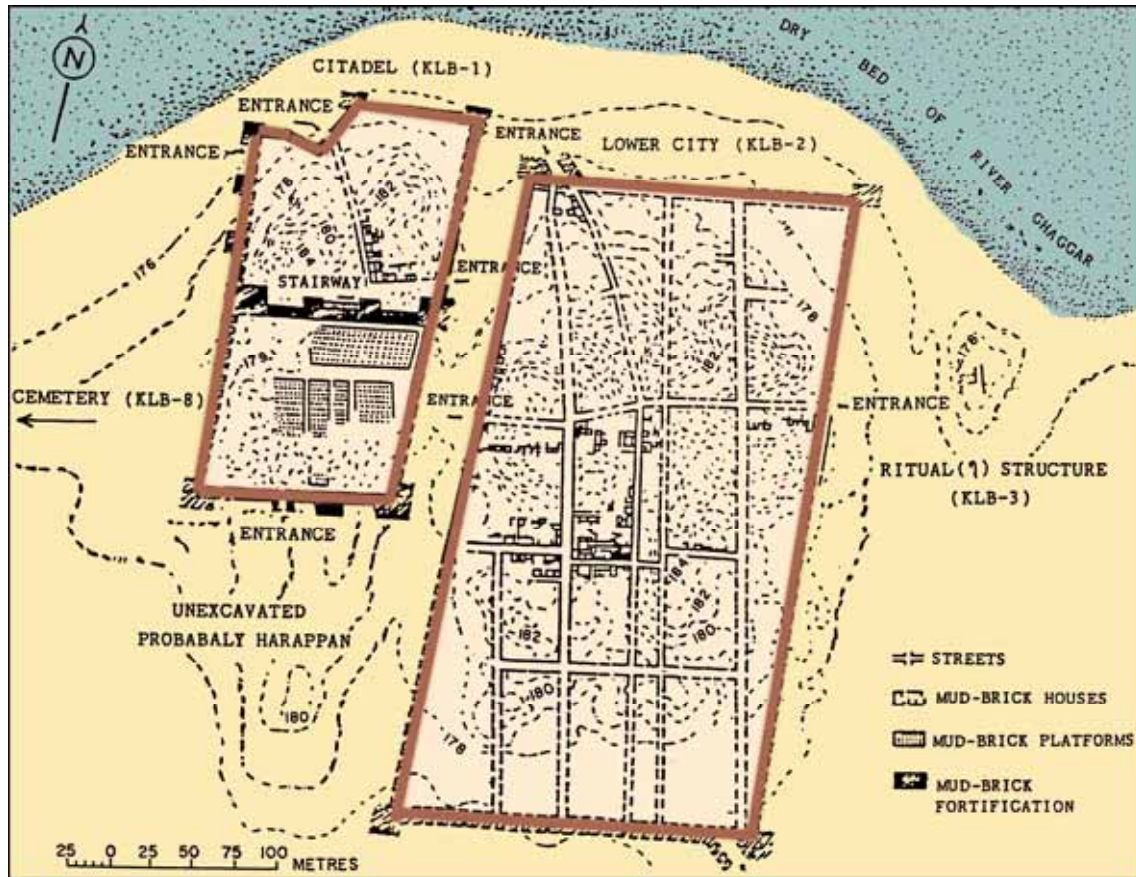 N
CITADEL (KLB-1)
ENTRANCE
ENTRANCE
ENTRANCE
LOWER CITY (KLB-2)
DRY BED OF RIVER GHAGGAR
176
178
180
184
182
STAIRWAY
ENTRANCE
178
182
179
178
CEMETERY (KLB-8)
ENTRANCE
ENTRANCE
RITUAL (?) STRUCTURE
(KLB-3)
ENTRANCE
UNEXCAVATED
PROBABALY HARAPPAN
184
182
182
180
180
180
178
STREETS
MUD-BRICK HOUSES
MUD-BRICK PLATFORMS
MUD-BRICK
FORTIFICATION
25 0 25 50 75 100
METRES